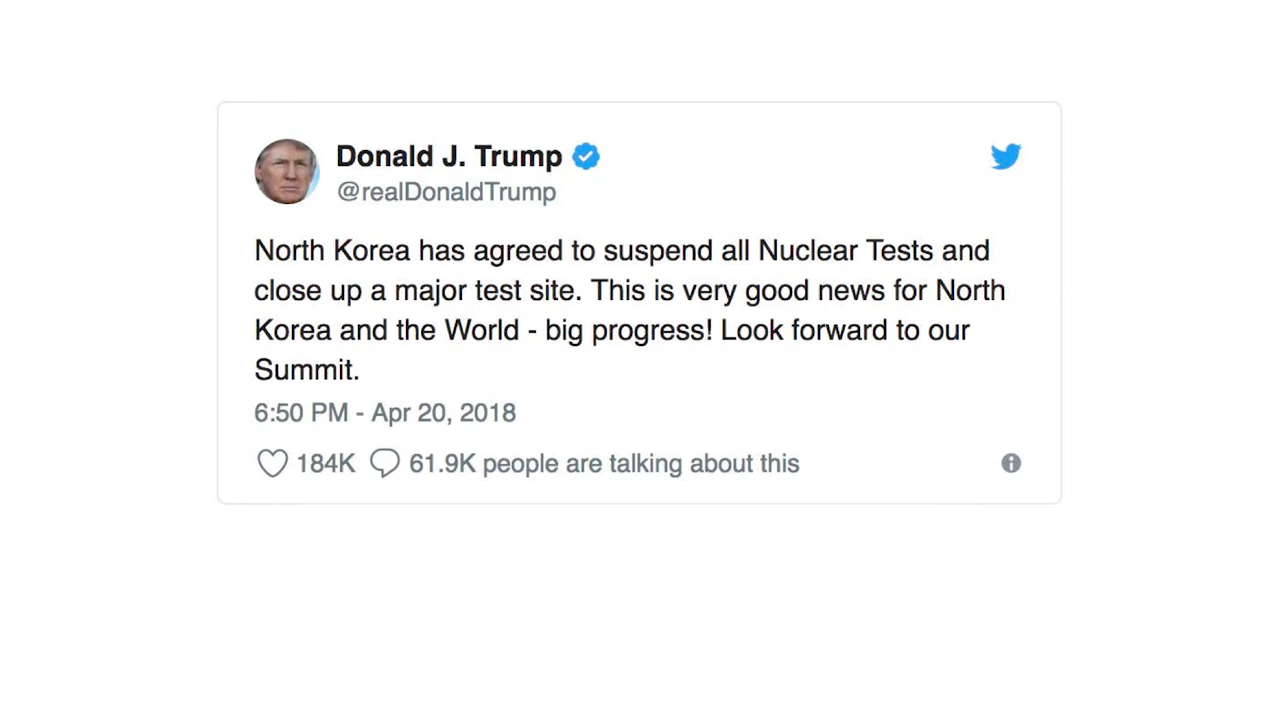 Donald J. Trump
@realDonaldTrump
North Korea has agreed to suspend all Nuclear Tests and
close up a major test site. This is very good news for North
Korea and the World - big progress! Look forward to our
Summit.
6:50 PM - Apr 20, 2018
184K 61.9K people are talking about this